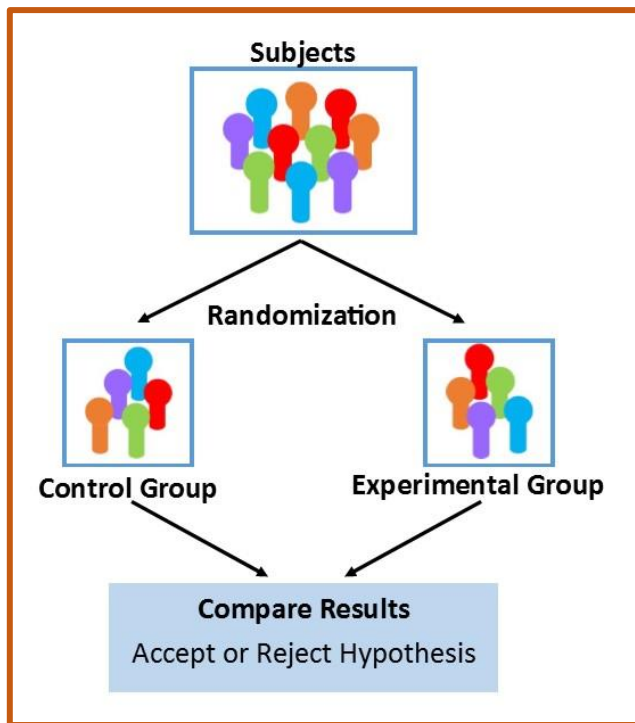 Subjects
Randomization
Control Group
Experimental Group
Compare Results
Accept or Reject Hypothesis